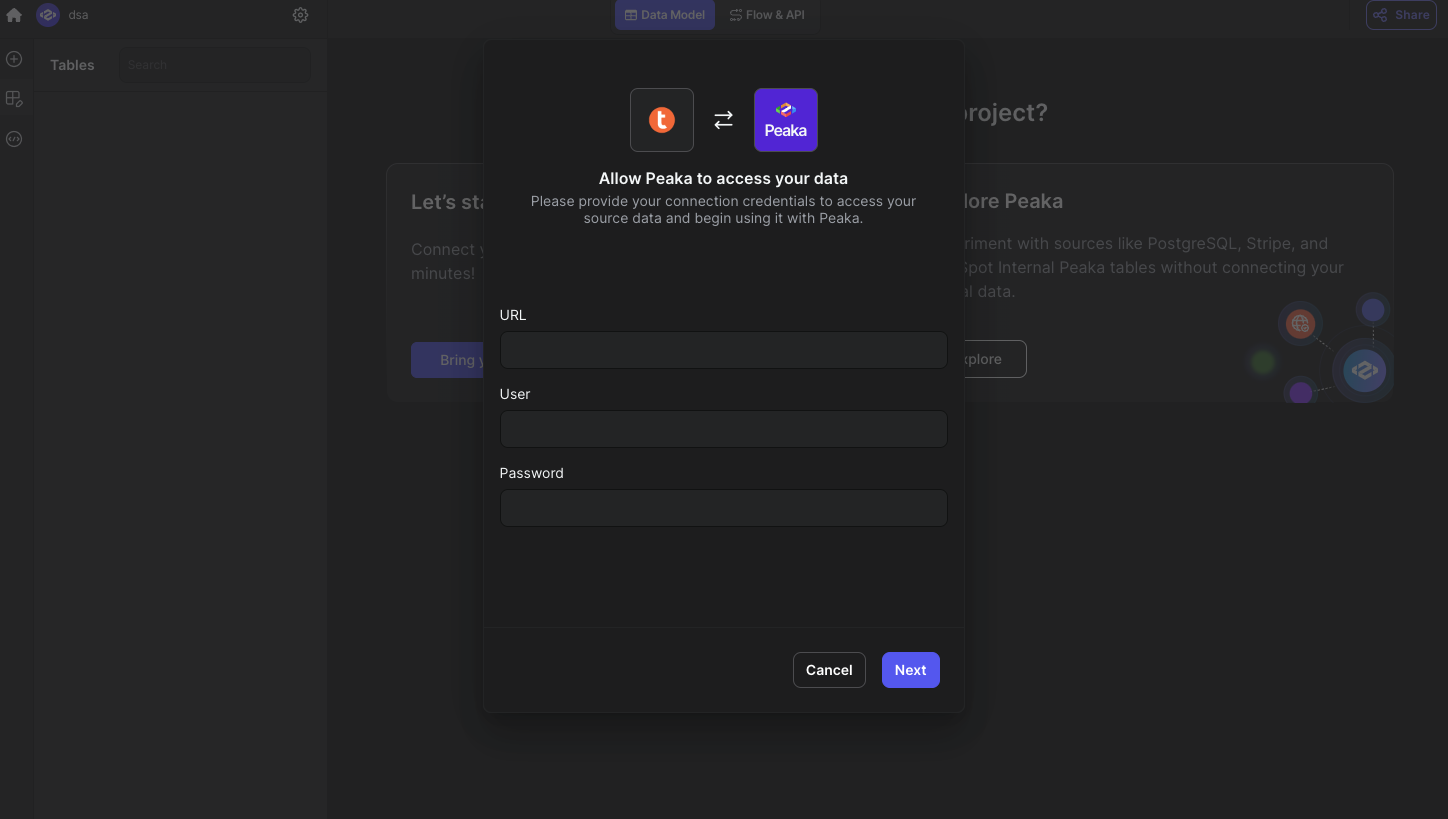 dsa
Data Model
Flow & API
Share
Tables
Search
t
Peaka
Allow Peaka to access your data
Please provide your connection credentials to access your
source data and begin using it with Peaka.
URL
User
Password
Cancel
Next
project?
Let's sta
Connect y
minutes!
Bring y
lore Peaka
riment with sources like PostgreSQL, Stripe, and
Spot Internal Peaka tables without connecting your
al data.
xplore